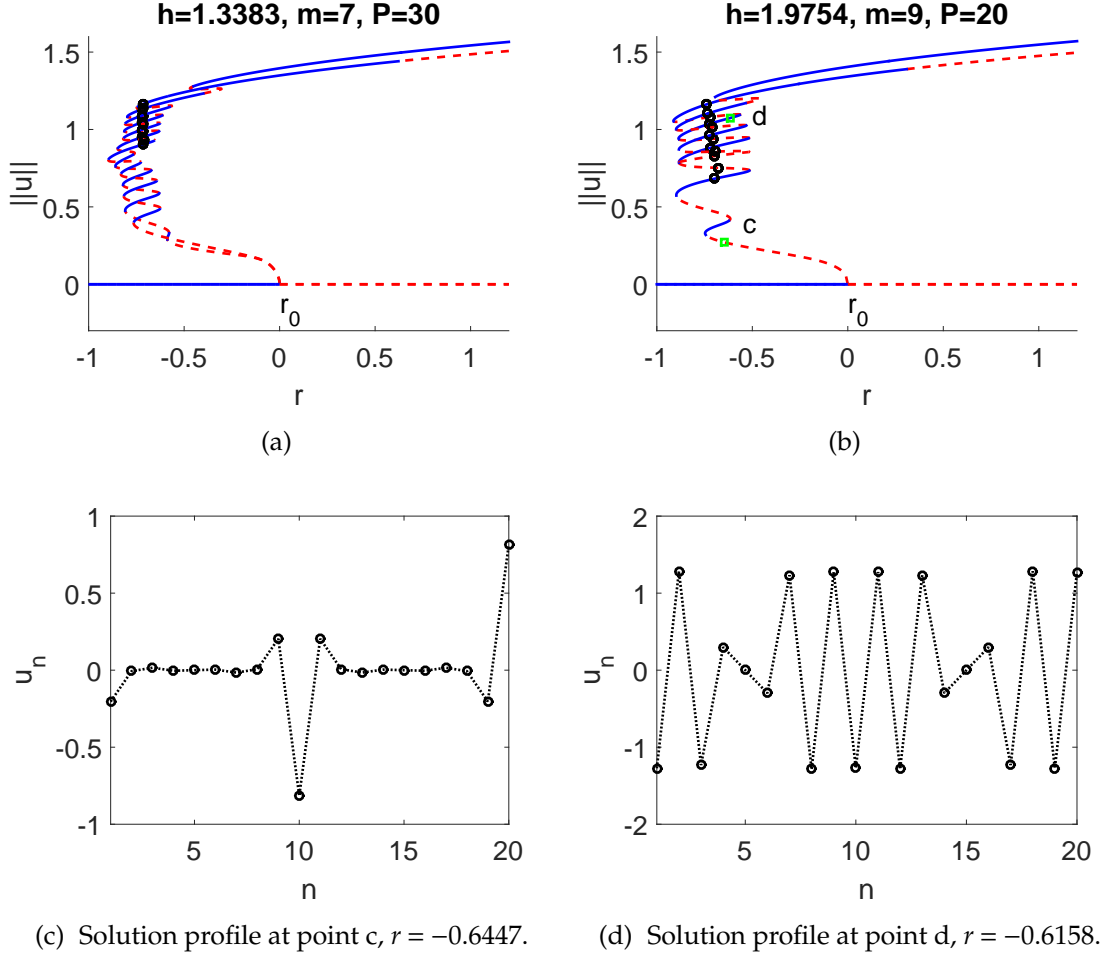 h=1.3383, m=7, P=30
||u||
1.5
1
0.5
0
r₀
-1
-0.5
0
0.5
1
r
(a)
h=1.9754, m=9, P=20
||u||
1.5
1
0.5
0
d
c
r₀
-1
-0.5
0
0.5
1
r
(b)
uₙ
1
0.5
0
-0.5
-1
5
10
15
20
n
(c) Solution profile at point c, r = −0.6447.
uₙ
2
1
0
-1
-2
5
10
15
20
n
(d) Solution profile at point d, r = −0.6158.